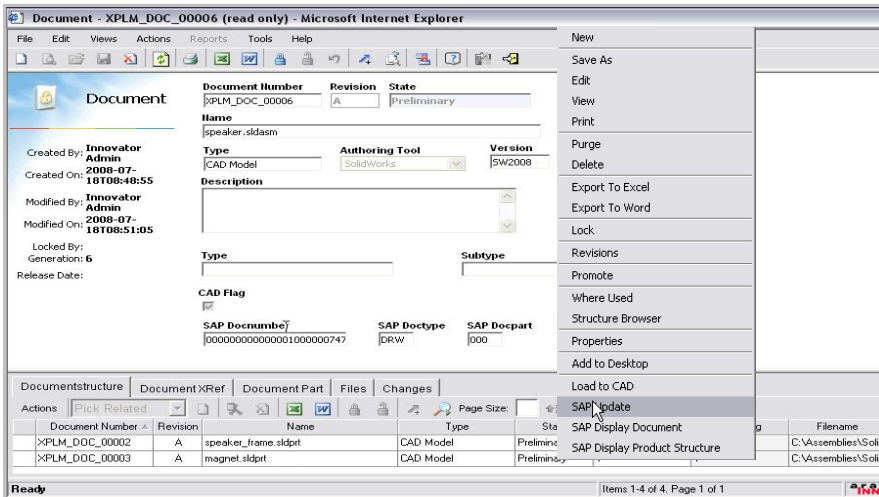 Document - XPLM_DOC_00006 (read only) - Microsoft Internet Explorer
File Edit Views Actions Reports Tools Help
Document
Document Number Revision State
XPLM_DOC_00006 A Preliminary
Name
speaker.sldasm
Type Authoring Tool Version
CAD Model SolidWorks SW2008
Description
Created By: Innovator Admin
Created On: 2008-07-18T08:48:55
Modified By: Innovator Admin
Modified On: 2008-07-18T08:51:05
Locked By:
Generation: 6
Release Date:
Type Subtype
CAD Flag
SAP Docnumber SAP Doctype SAP Docpart
0000000000000001000000747 DRW 000
New
Save As
Edit
View
Print
Purge
Delete
Export To Excel
Export To Word
Lock
Revisions
Promote
Where Used
Structure Browser
Properties
Add to Desktop
Load to CAD
SAP Update
SAP Display Document
SAP Display Product Structure
Documentstructure Document XRef Document Part Files Changes
Actions Pick Related Page Size:
Document Number Revision Name Type Sta g Filename
XPLM_DOC_00002 A speaker_frame.sldprt CAD Model Prelimina C:\Assemblies\Soli
XPLM_DOC_00003 A magnet.sldprt CAD Model Prelimina C:\Assemblies\Soli
Ready Items 1-4 of 4. Page 1 of 1